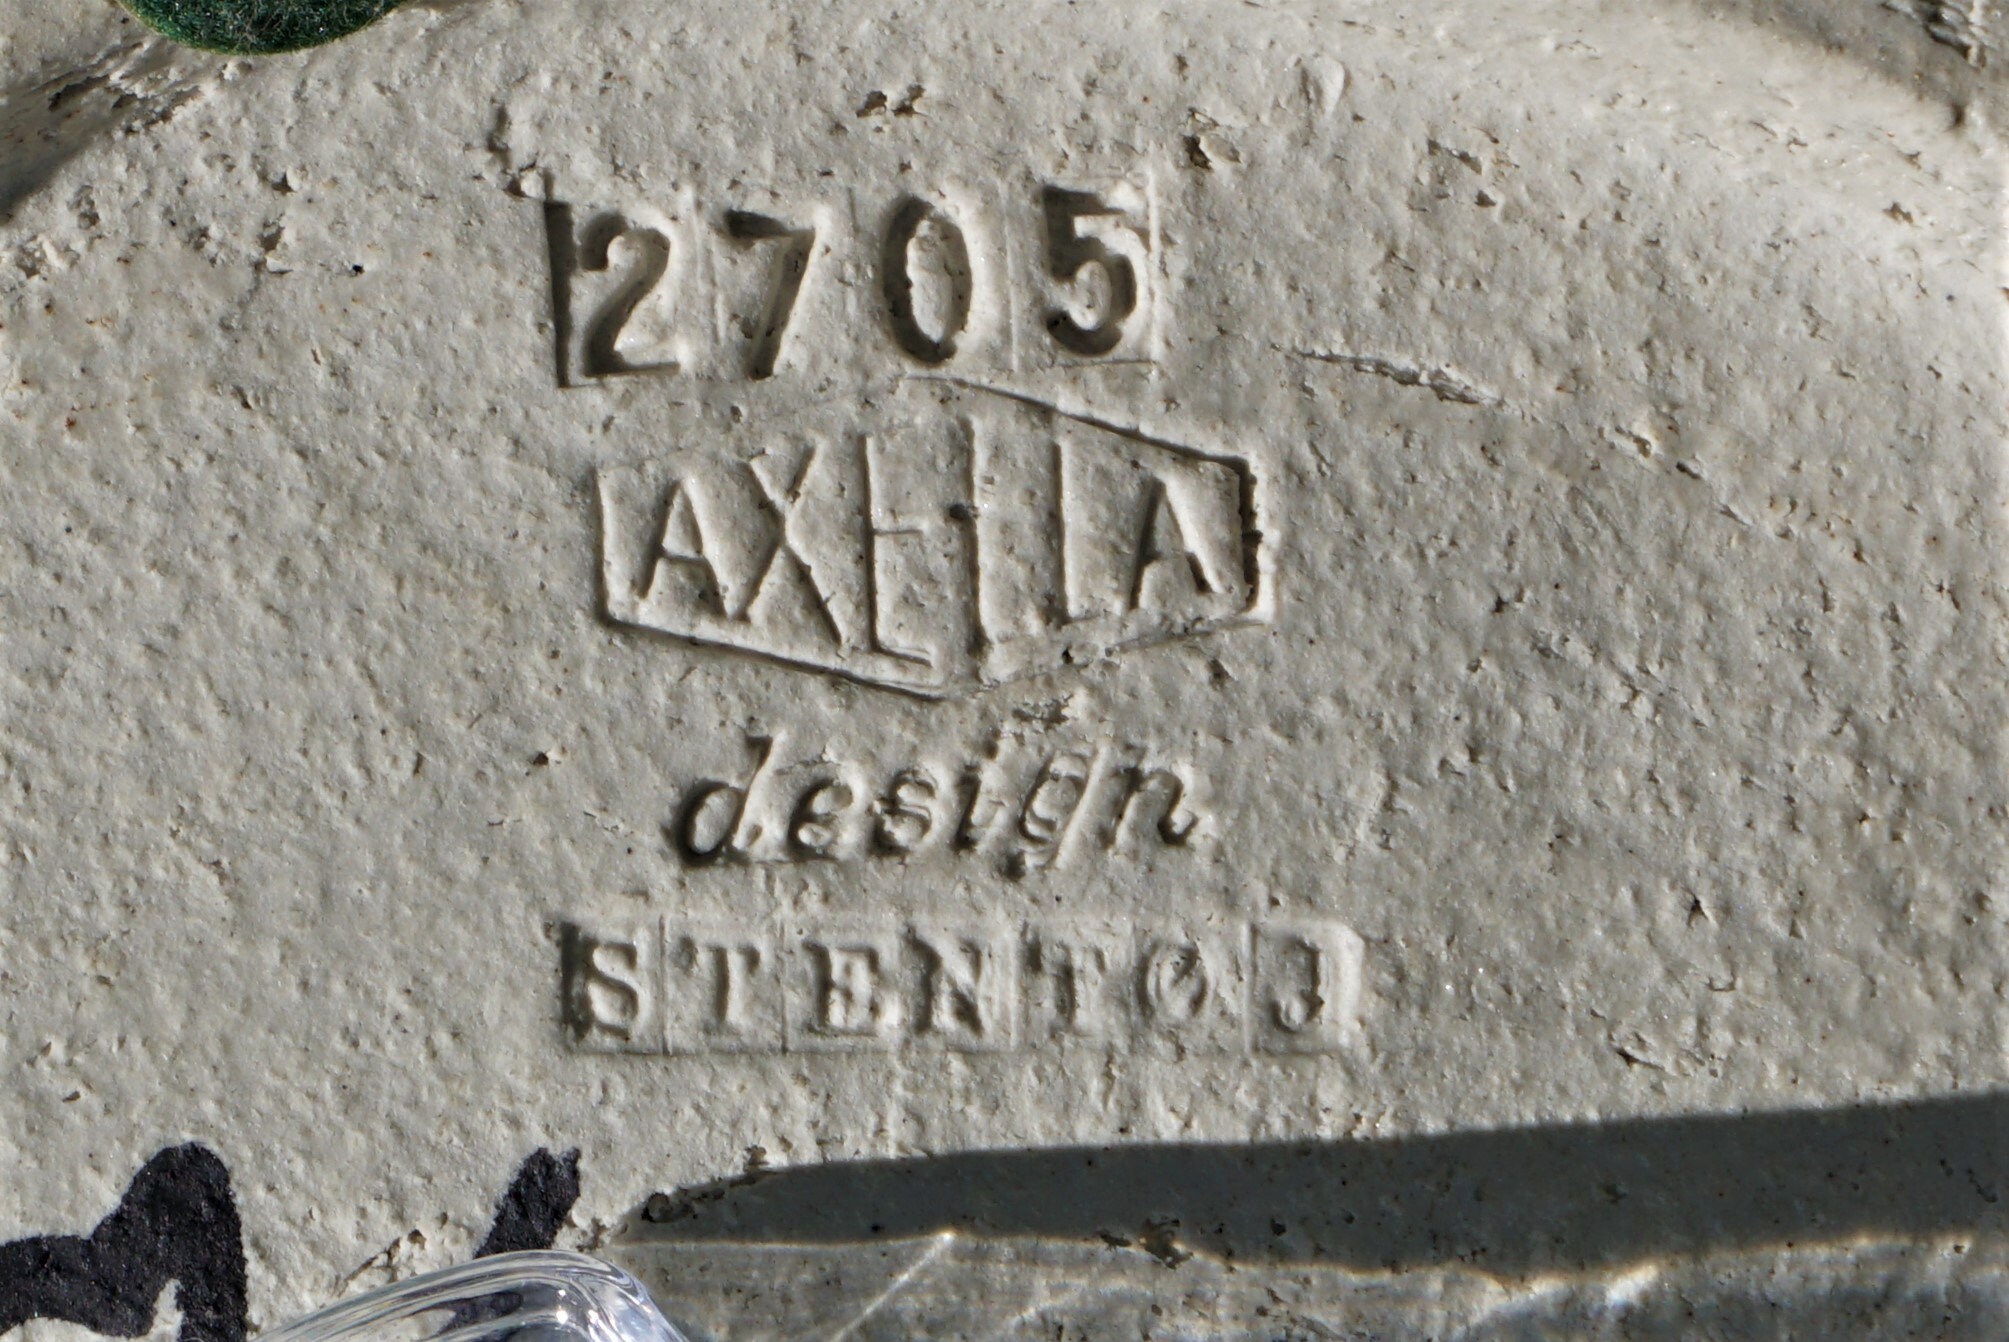 2705
AXELLA
design
STENTØJ